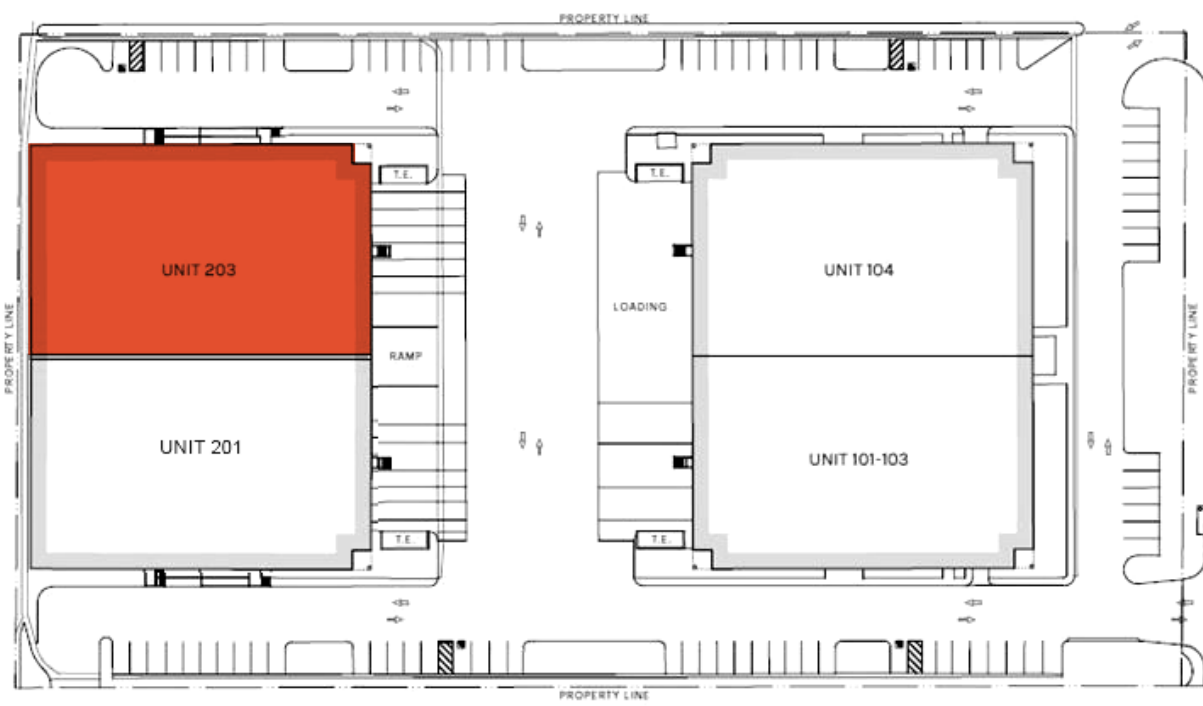 PROPERTY LINE
T.E.
T.E.
UNIT 203
UNIT 104
LOADING
PROPERTY LINE
PROPERTY LINE
RAMP
UNIT 201
UNIT 101-103
T.E.
T.E.
PROPERTY LINE